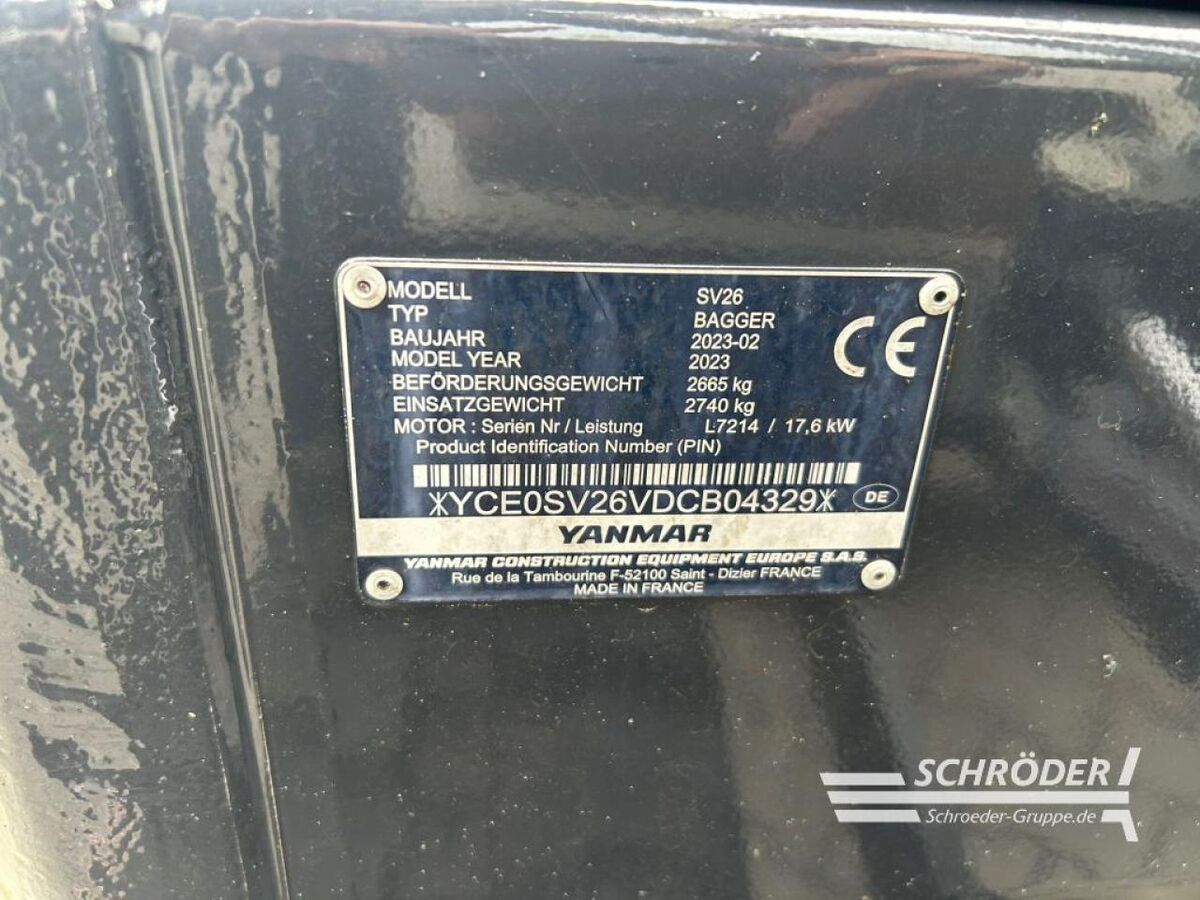 MODELL SV26
TYP BAGGER
BAUJAHR 2023-02
MODEL YEAR 2023
BEFÖRDERUNGSGEWICHT 2665 kg
EINSATZGEWICHT 2740 kg
MOTOR : Serien Nr / Leistung L7214 / 17,6 kW
Product Identification Number (PIN)
CE
*YCE0SV26VDCB04329*
DE
YANMAR
YANMAR CONSTRUCTION EQUIPMENT EUROPE S.A.S.
Rue de la Tambourine F-52100 Saint - Dizier FRANCE
MADE IN FRANCE
SCHRÖDER
Schroeder-Gruppe.de